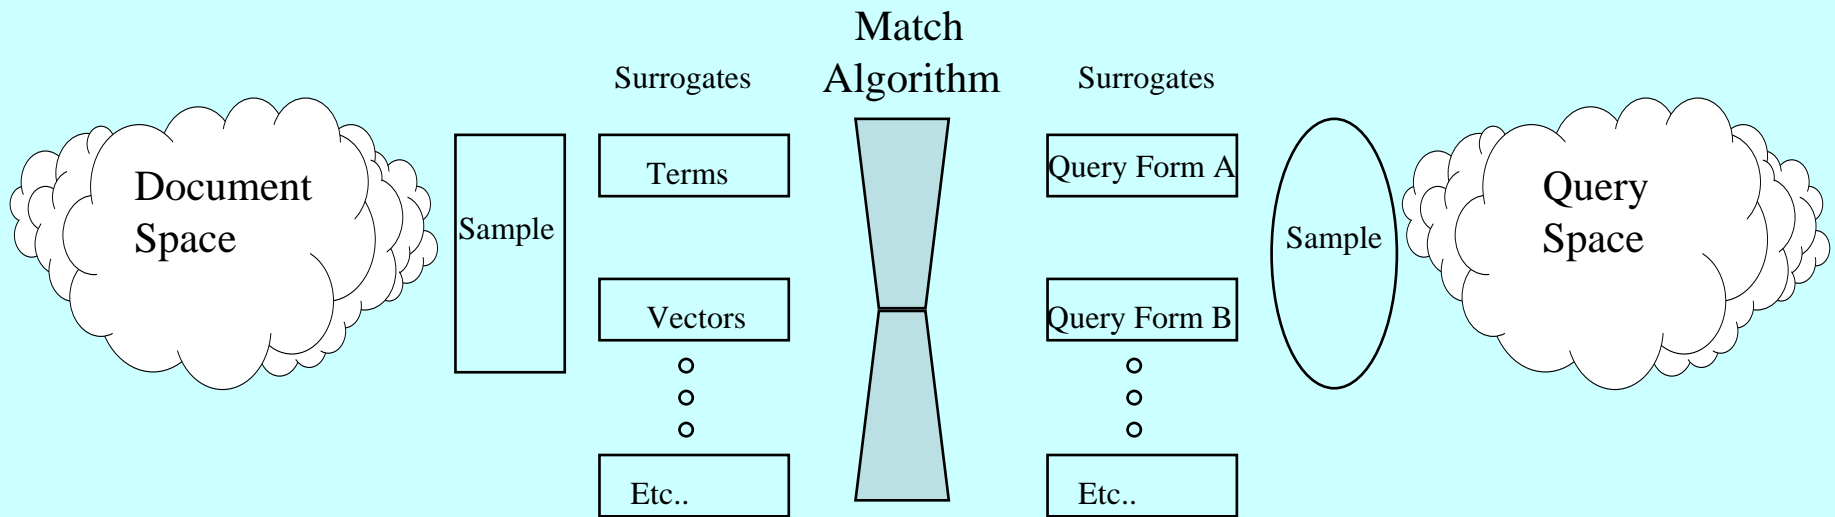 Match
Algorithm
Surrogates
Surrogates
Document
Space
Sample
Terms
Vectors
Etc..
Query Form A
Query Form B
Etc..
Sample
Query
Space